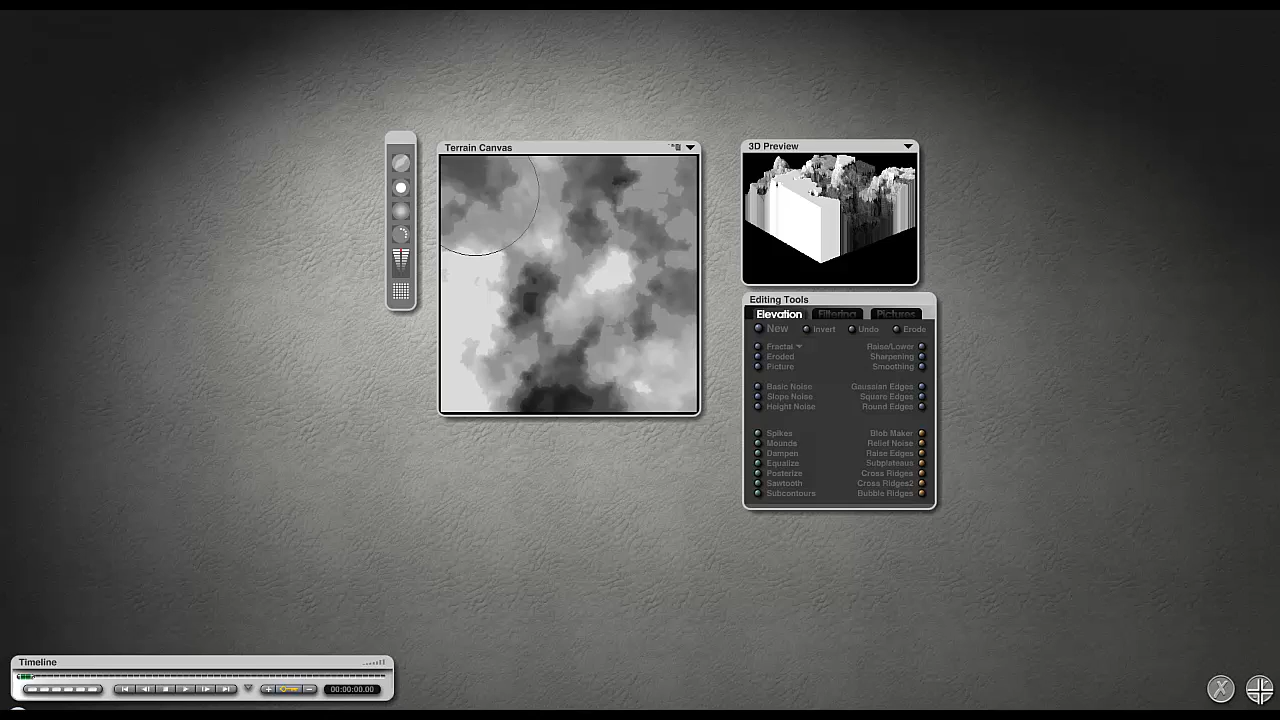 Terrain Canvas
3D Preview
Editing Tools
Elevation Filtering Pictures
New Invert Undo Erode
Fractal Raise/Lower
Eroded Sharpening
Picture Smoothing
Basic Noise Gaussian Edges
Slope Noise Square Edges
Height Noise Round Edges
Spikes Blob Maker
Mounds Relief Noise
Dampen Raise Edges
Equalize Subplateaus
Posterize Cross Ridges
Sawtooth Cross Ridges2
Subcontours Bubble Ridges
Timeline
00:00:00.00